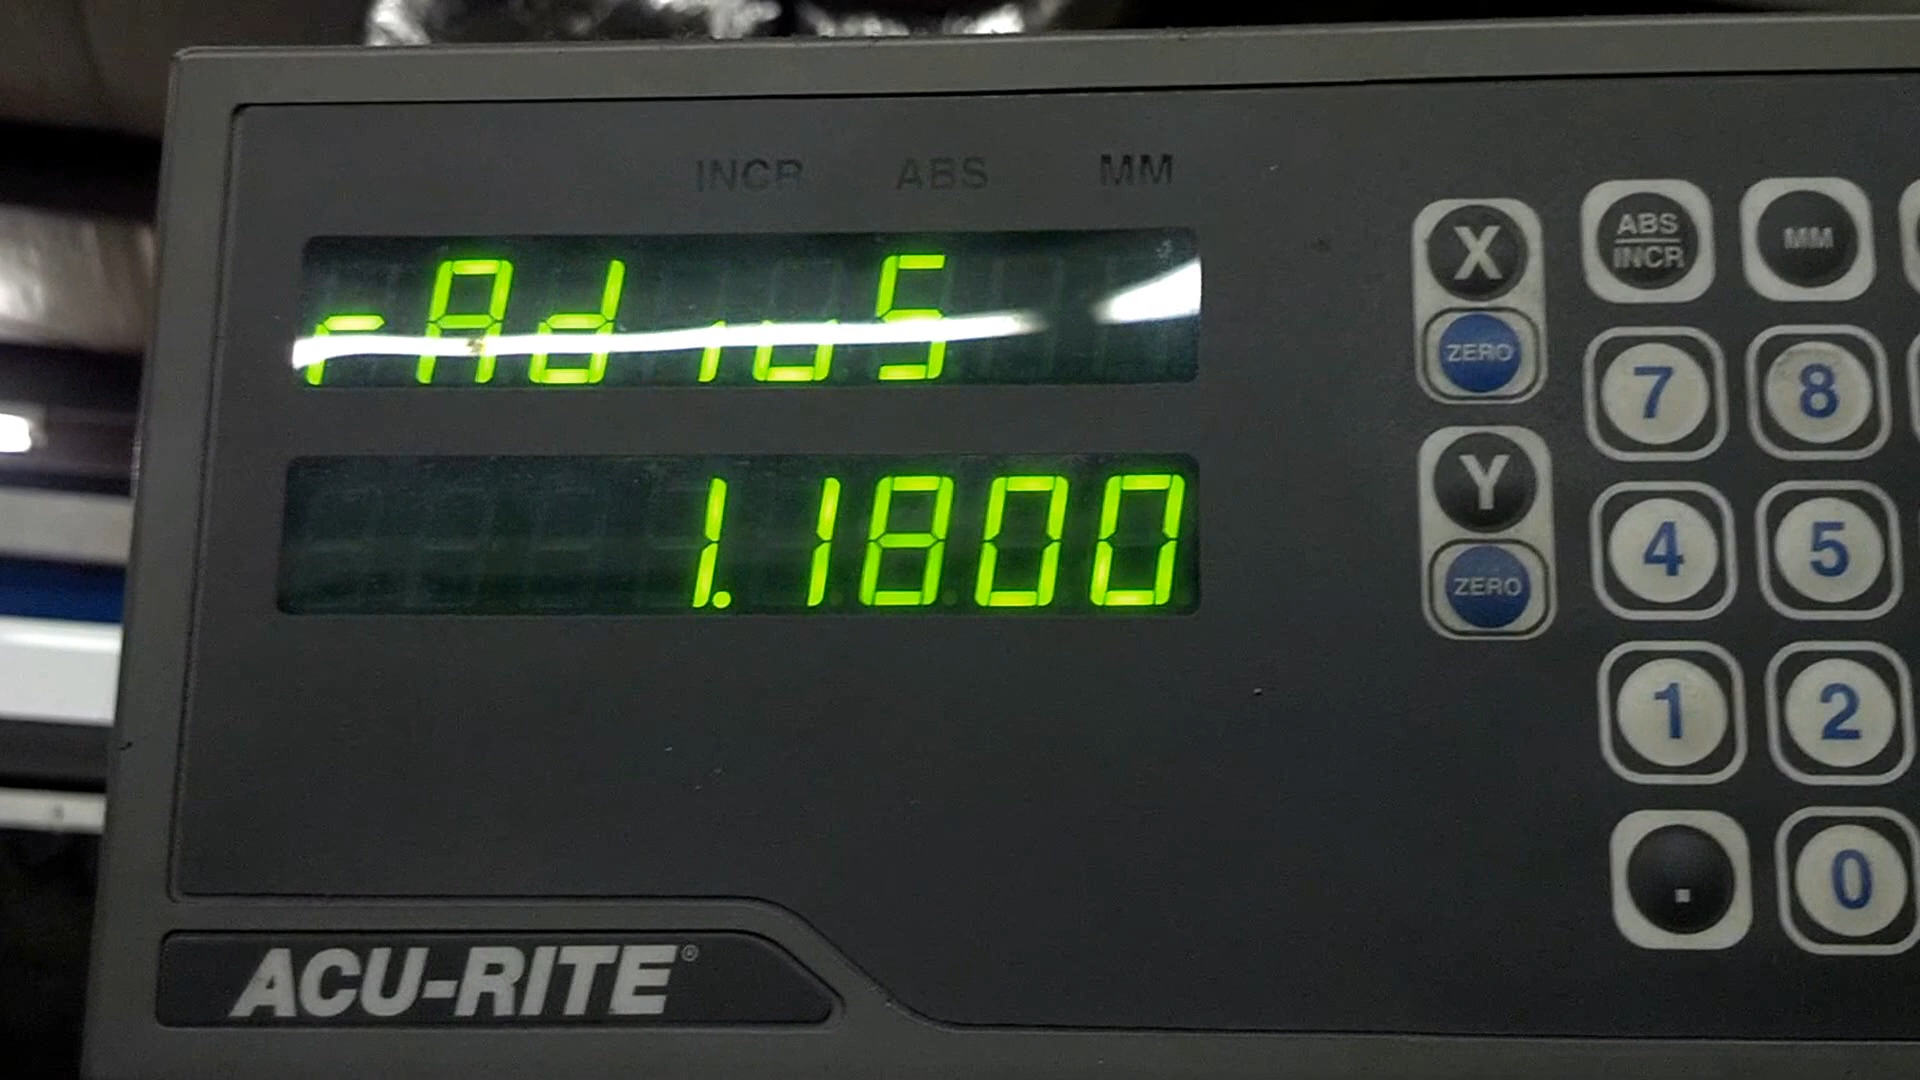 INCR ABS MM
rAdiuS
1.1800
X
ZERO
Y
ZERO
ABS
INCR
MM
7 8
4 5
1 2
. 0
ACU-RITE®